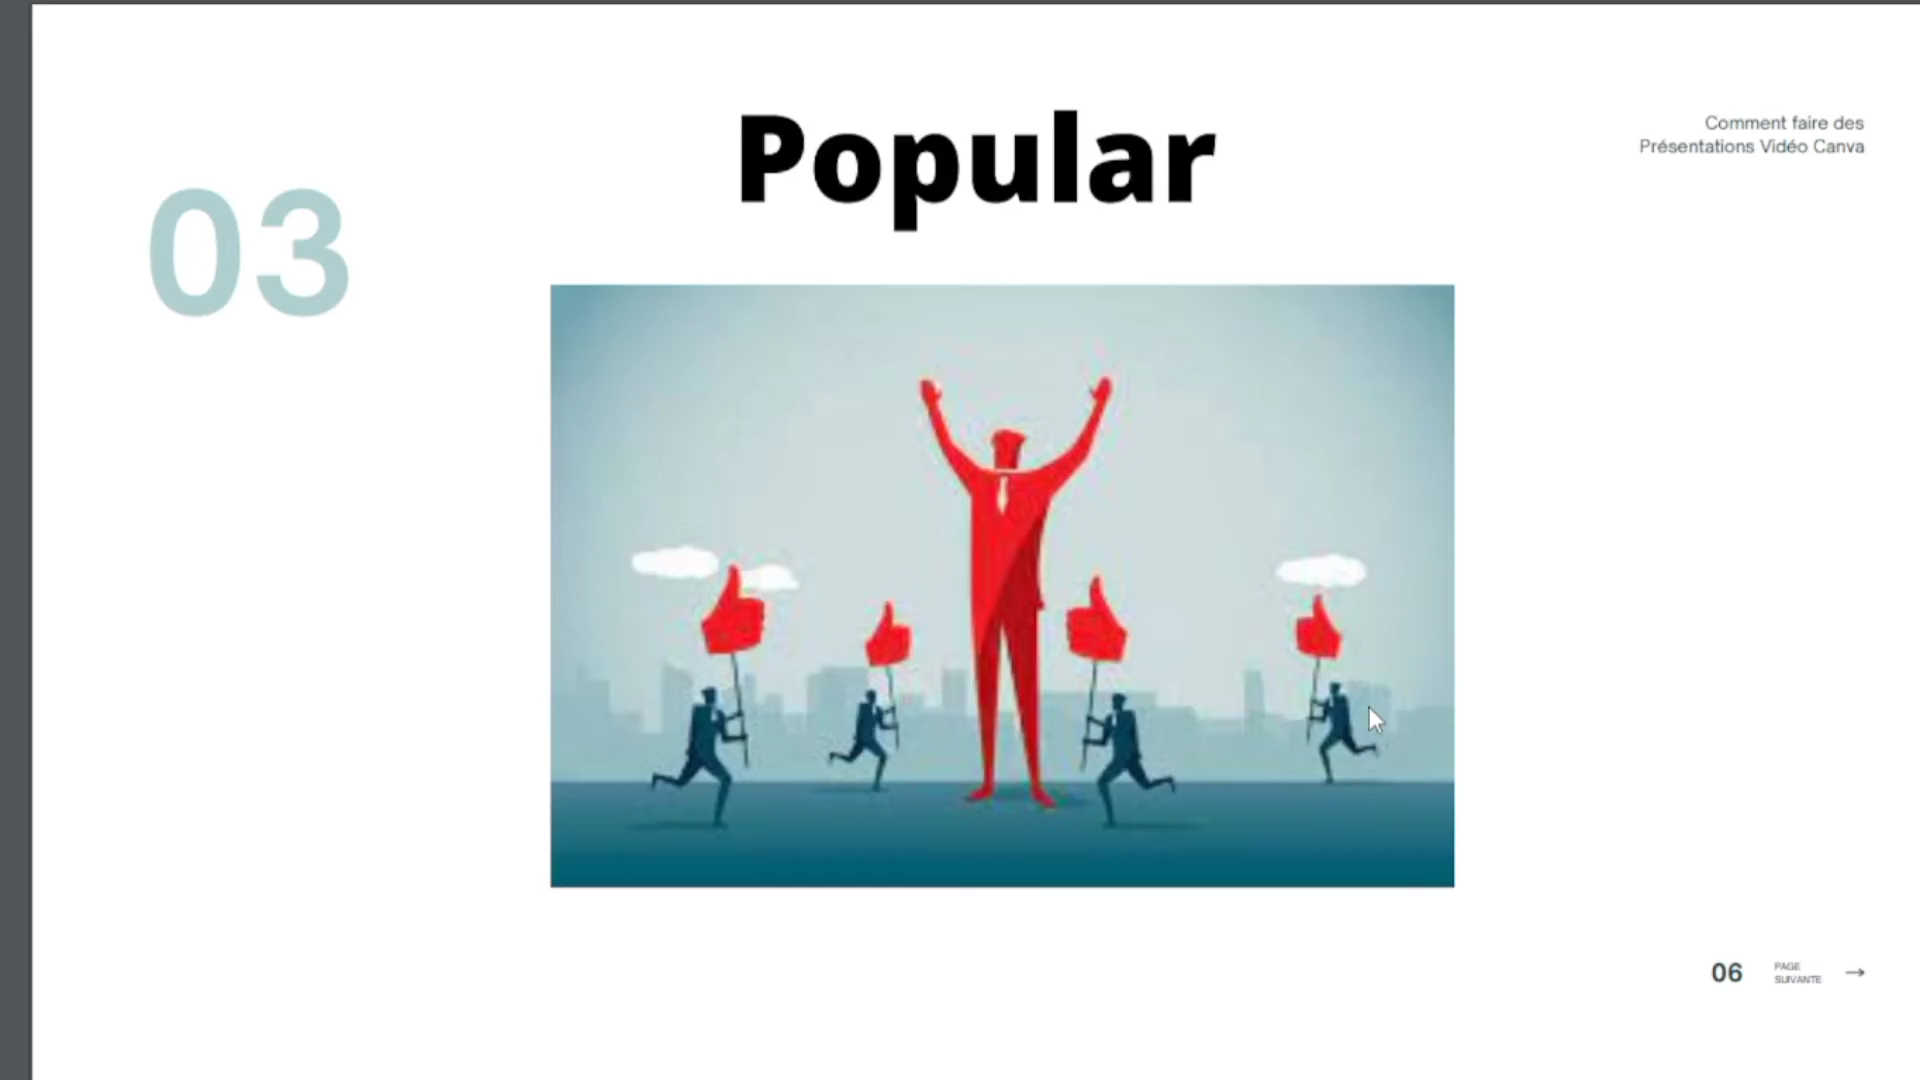 Popular
Comment faire des
Présentations Vidéo Canva
03
06
PAGE
SUIVANTE